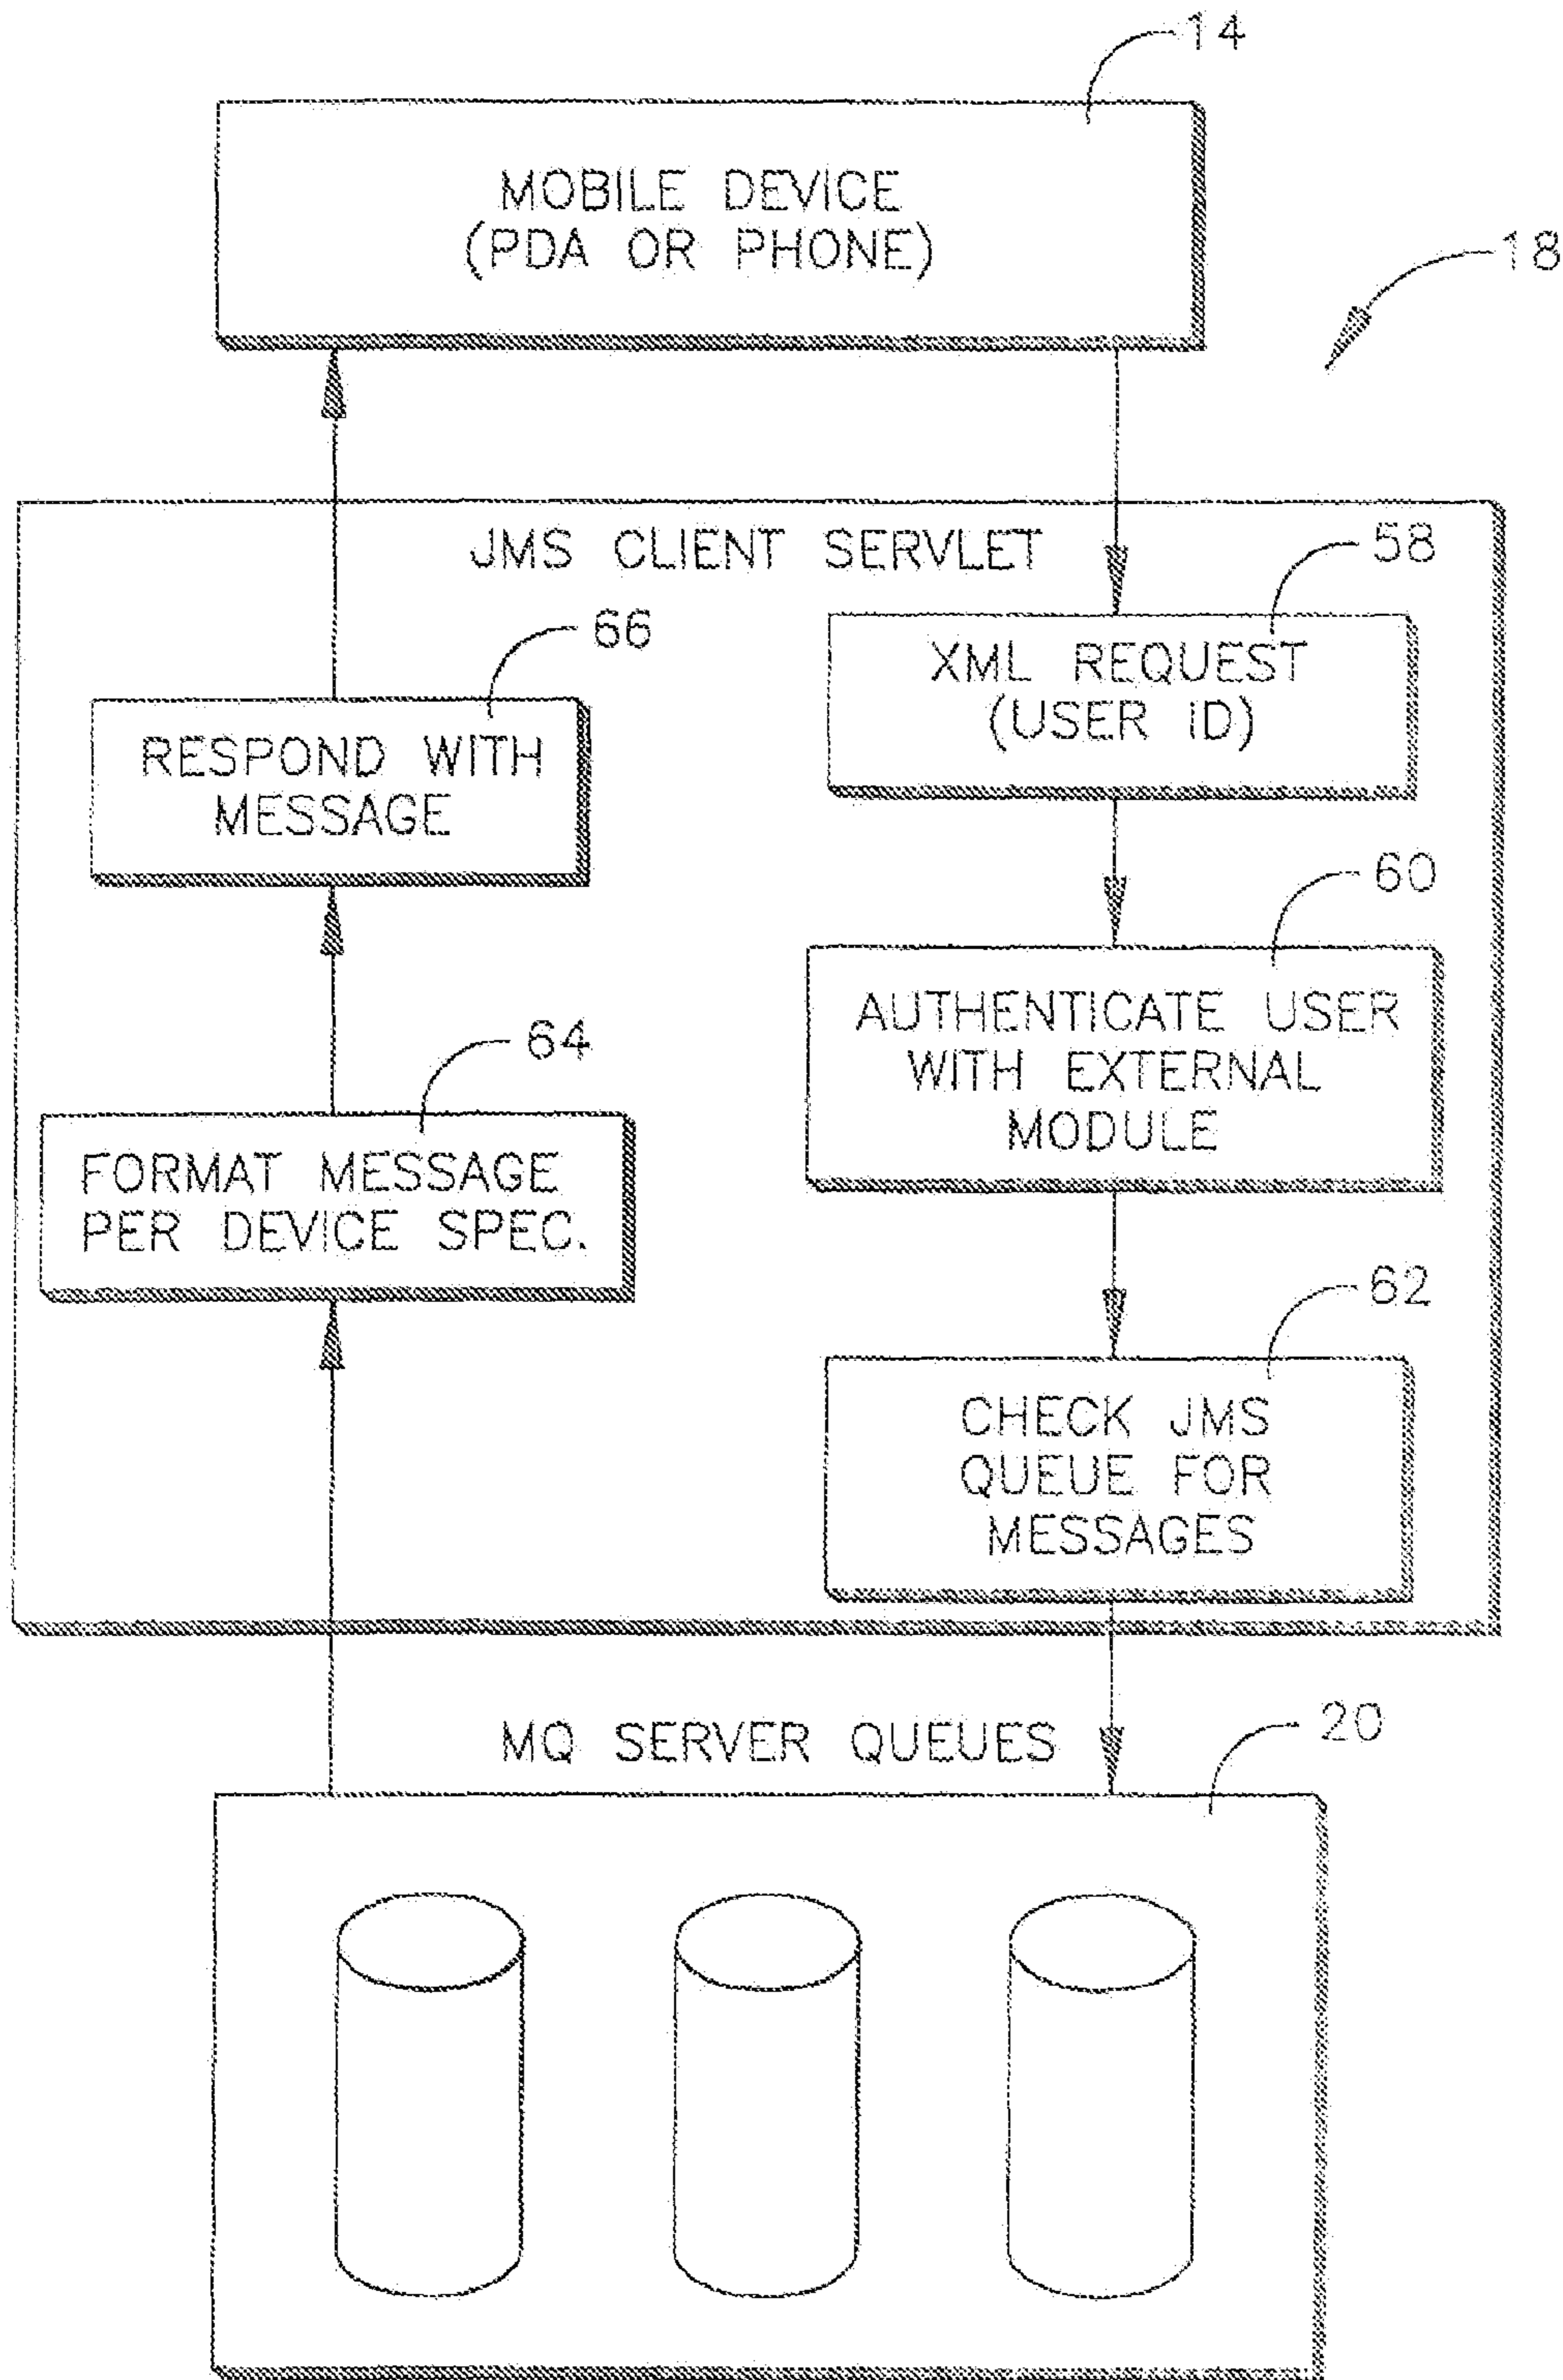 14
MOBILE DEVICE
(PDA OR PHONE)
18
JMS CLIENT SERVLET
58
XML REQUEST
(USER ID)
66
RESPOND WITH
MESSAGE
60
AUTHENTICATE USER
WITH EXTERNAL
MODULE
64
FORMAT MESSAGE
PER DEVICE SPEC.
62
CHECK JMS
QUEUE FOR
MESSAGES
MQ SERVER QUEUES
20